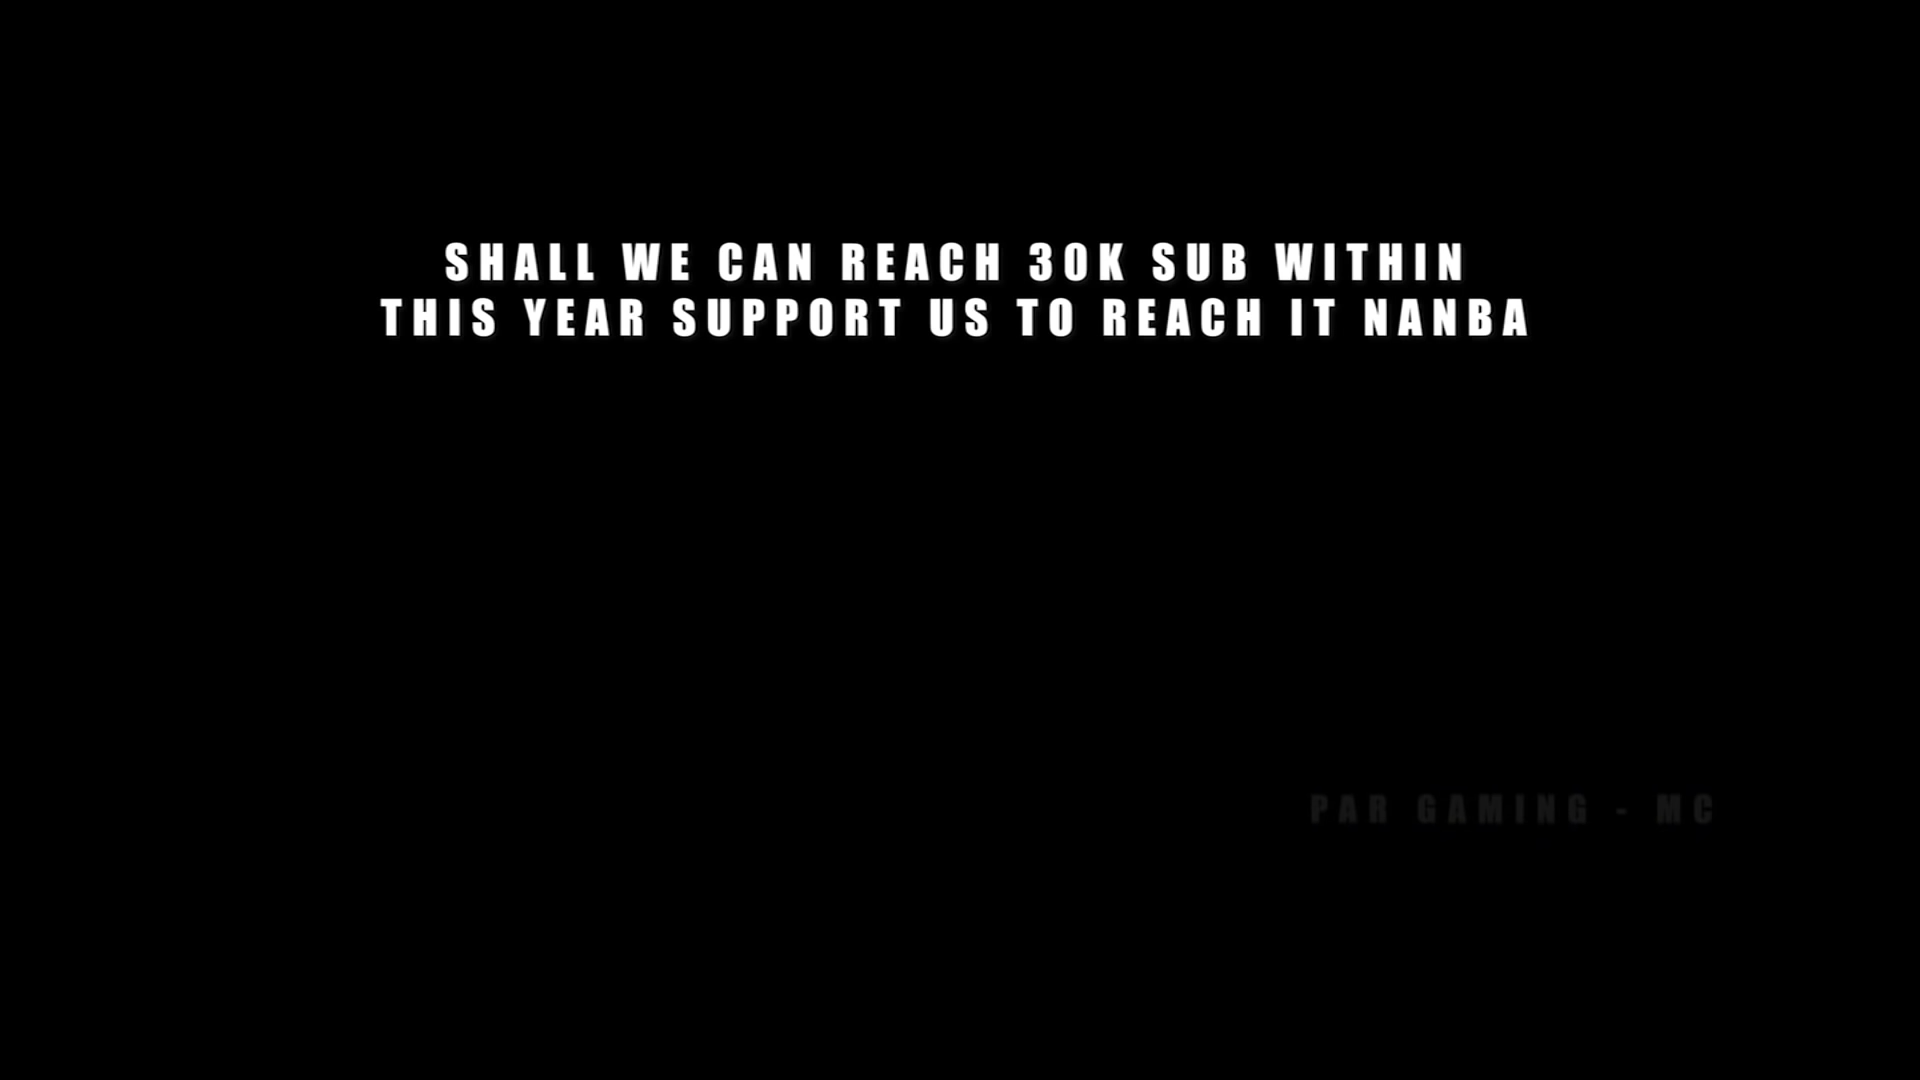 SHALL WE CAN REACH 30K SUB WITHIN
THIS YEAR SUPPORT US TO REACH IT NANBA
PAR GAMING - MC